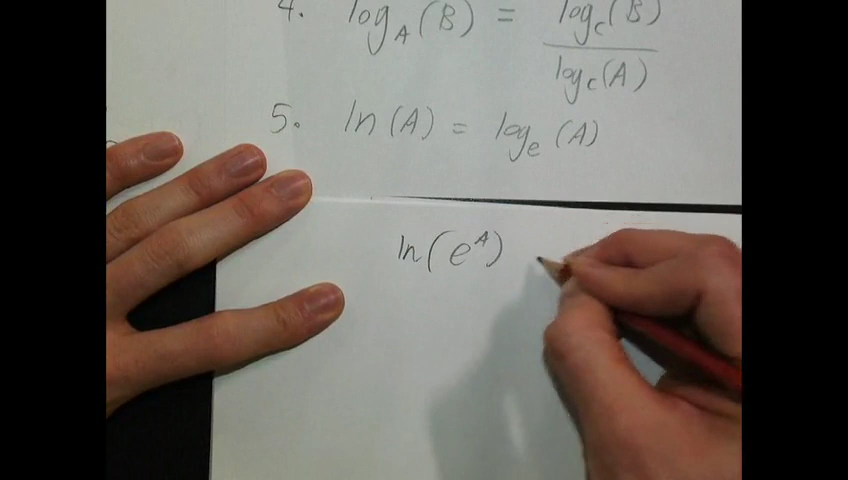 4. log_A(B) = log_c(B) / log_c(A)
5. ln(A) = log_e(A)
ln(e^A)